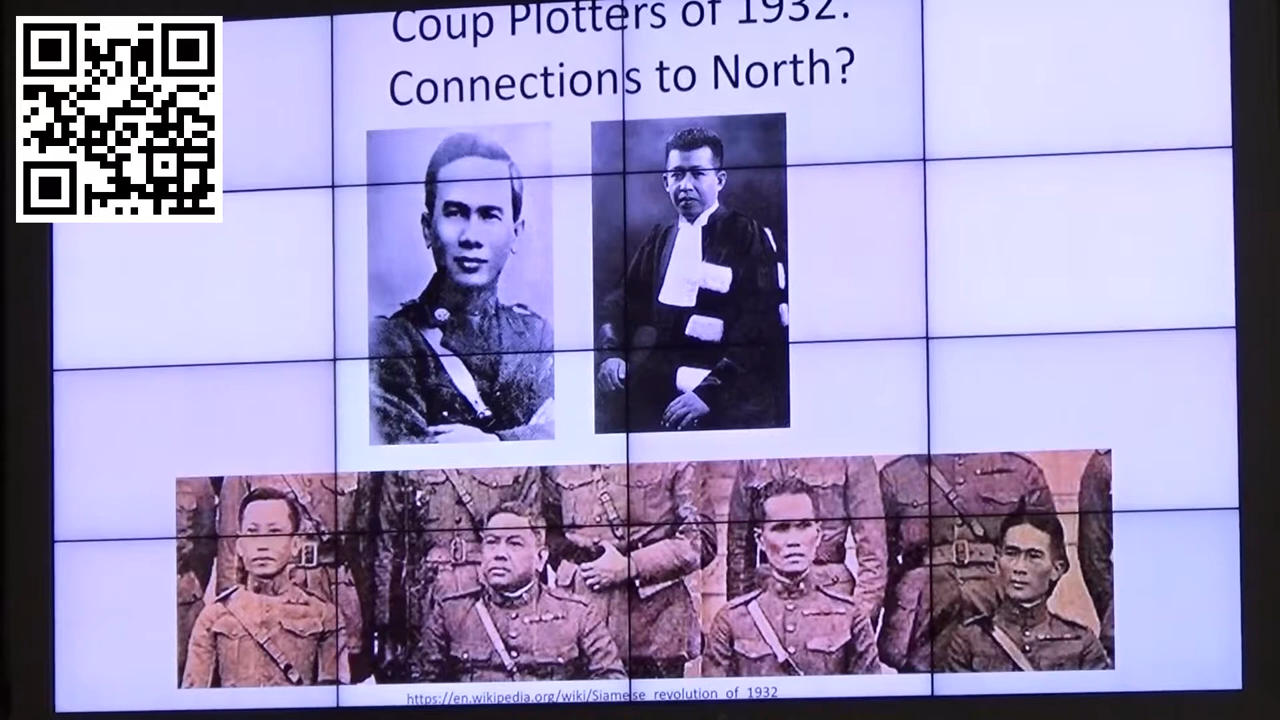 Coup Plotters of 1932:
Connections to North?
https://en.wikipedia.org/wiki/Siamese_revolution_of_1932